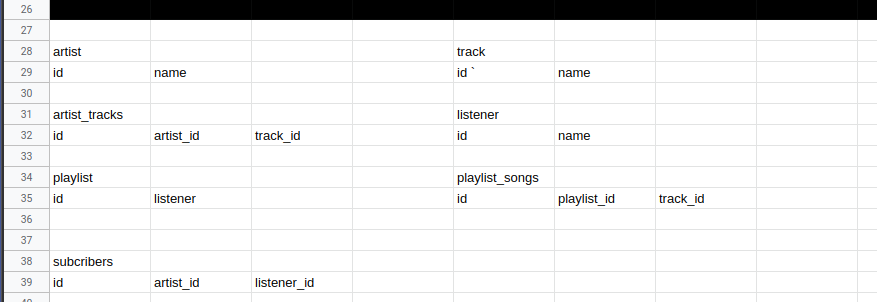 26
27
28 artist track
29 id name id ` name
30
31 artist_tracks listener
32 id artist_id track_id id name
33
34 playlist playlist_songs
35 id listener id playlist_id track_id
36
37
38 subcribers
39 id artist_id listener_id